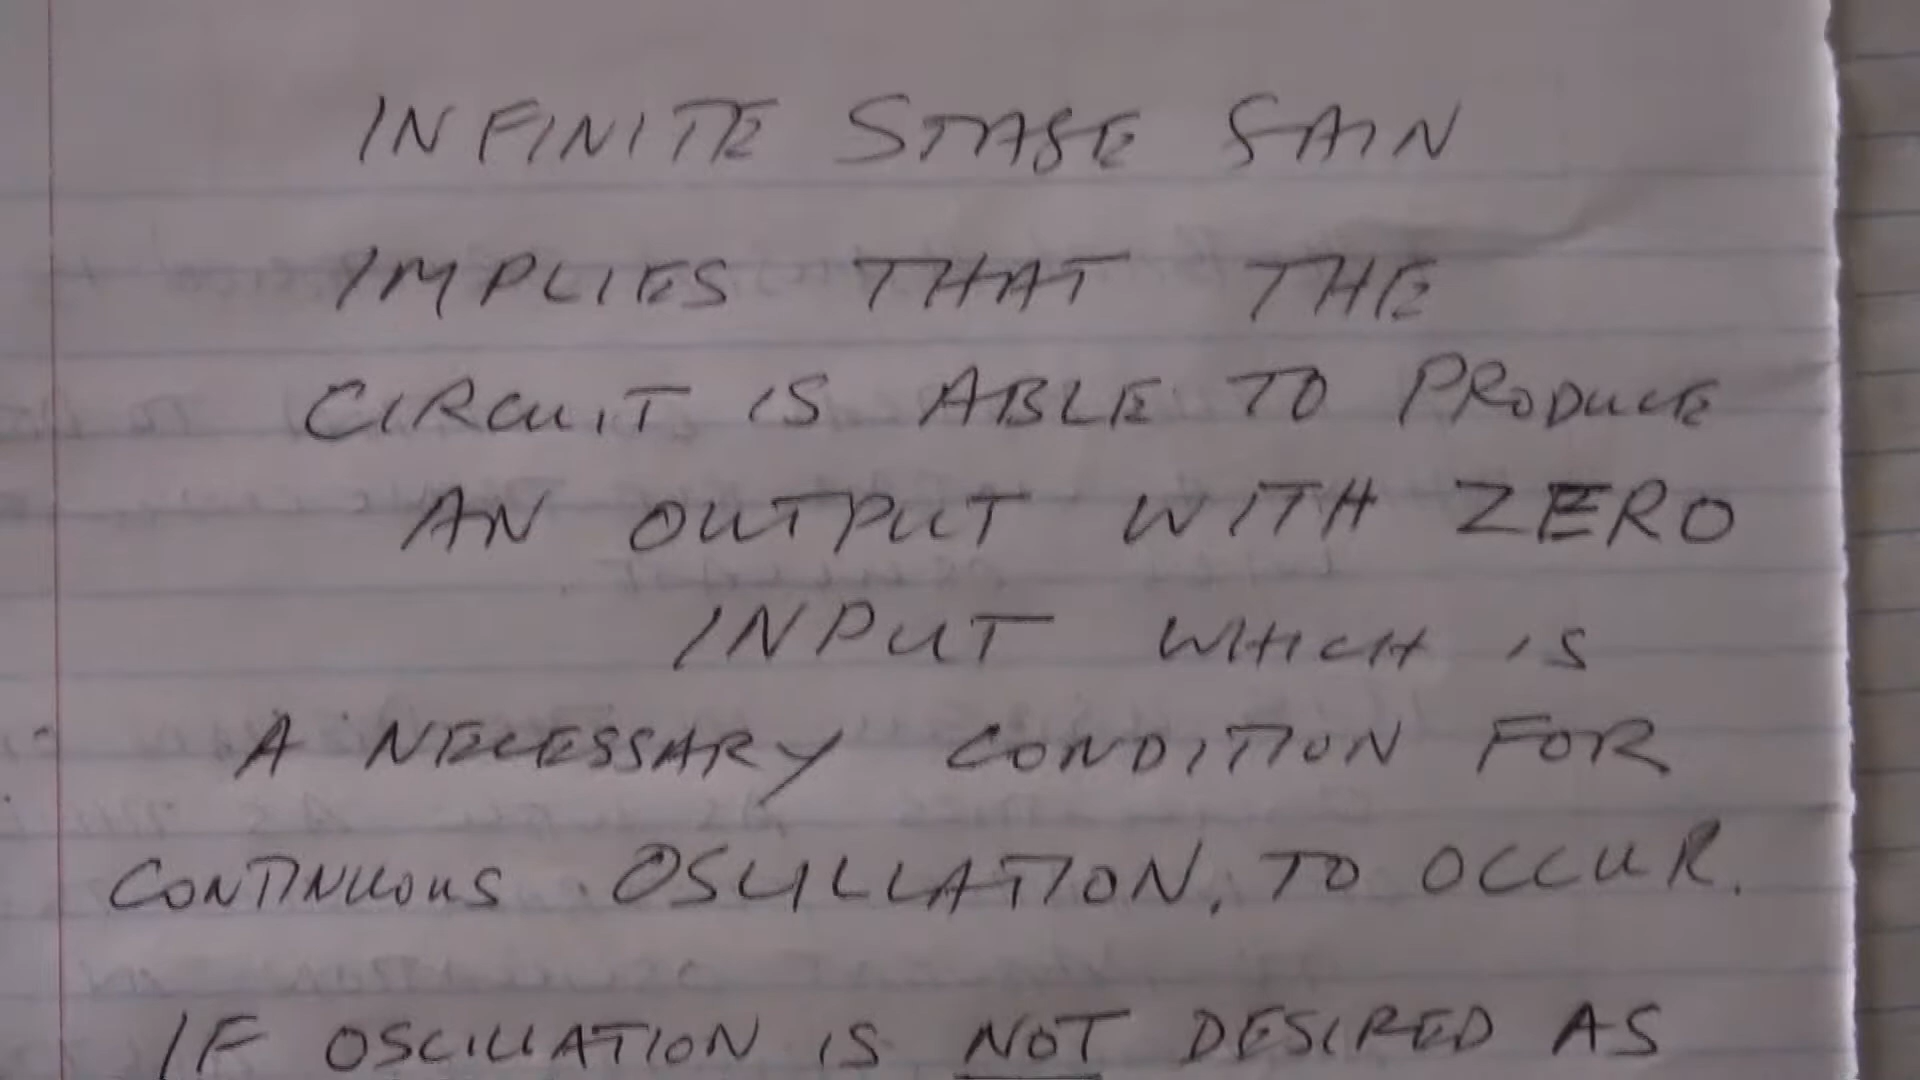 INFINITE STAGE GAIN
IMPLIES THAT THE
CIRCUIT IS ABLE TO PRODUCE
AN OUTPUT WITH ZERO
INPUT WHICH IS
A NECESSARY CONDITION FOR
CONTINUOUS OSCILLATION, TO OCCUR.
IF OSCILLATION IS NOT DESIRED AS